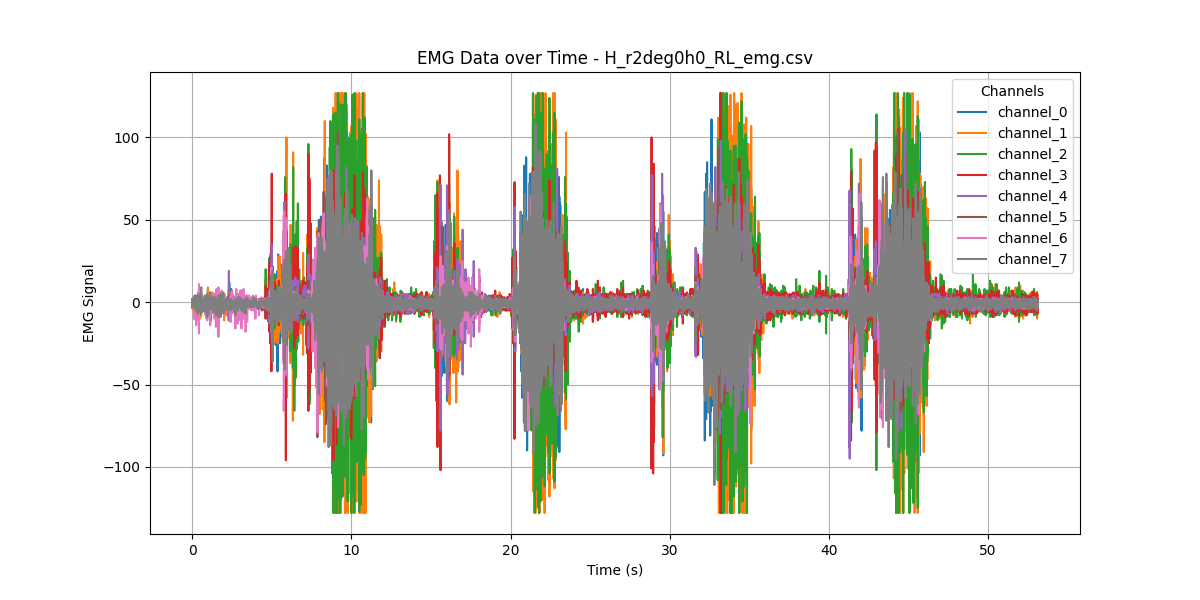 EMG Data over Time - H_r2deg0h0_RL_emg.csv
Channels
channel_0
channel_1
channel_2
channel_3
channel_4
channel_5
channel_6
channel_7
EMG Signal
100
50
0
−50
−100
0 10 20 30 40 50
Time (s)